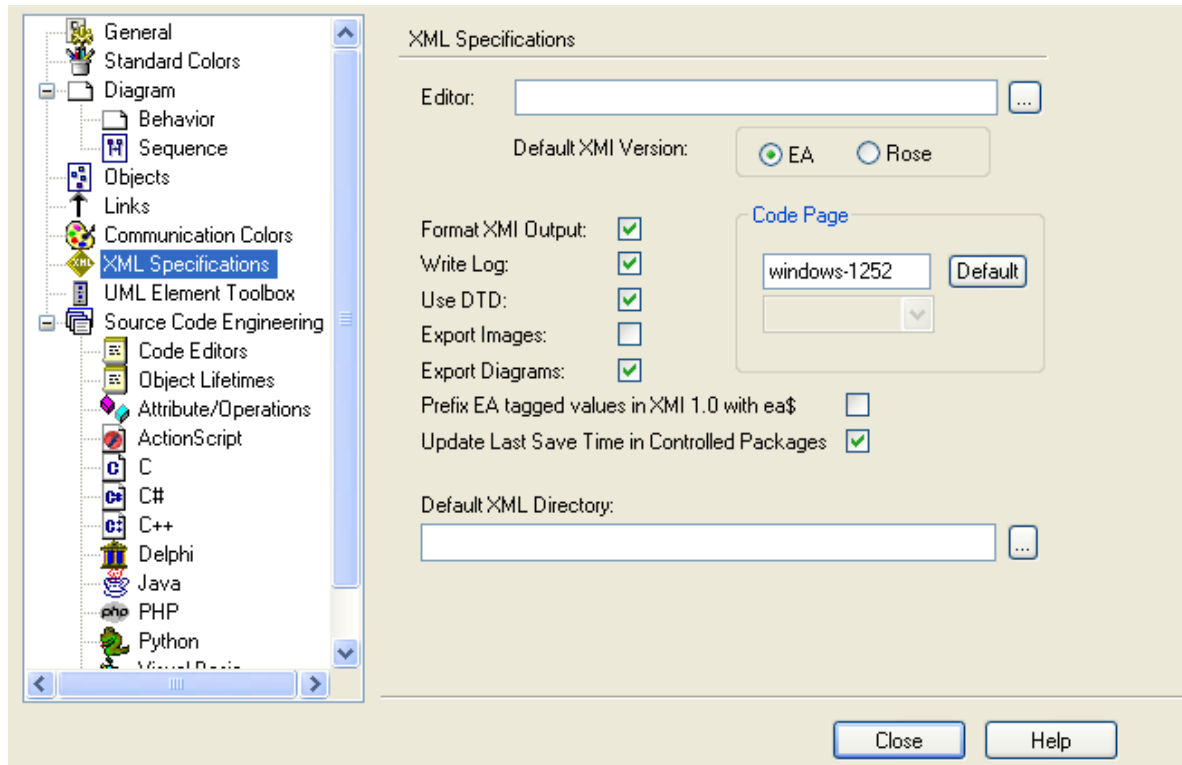 General
Standard Colors
Diagram
Behavior
Sequence
Objects
Links
Communication Colors
XML Specifications
UML Element Toolbox
Source Code Engineering
Code Editors
Object Lifetimes
Attribute/Operations
ActionScript
C
C#
C++
Delphi
Java
php PHP
Python
Visual Basic
XML Specifications
Editor:
...
Default XMI Version:
EA
Rose
Format XMI Output:
Write Log:
Use DTD:
Export Images:
Export Diagrams:
Code Page
windows-1252
Default
Prefix EA tagged values in XMI 1.0 with ea$
Update Last Save Time in Controlled Packages
Default XML Directory:
...
Close
Help